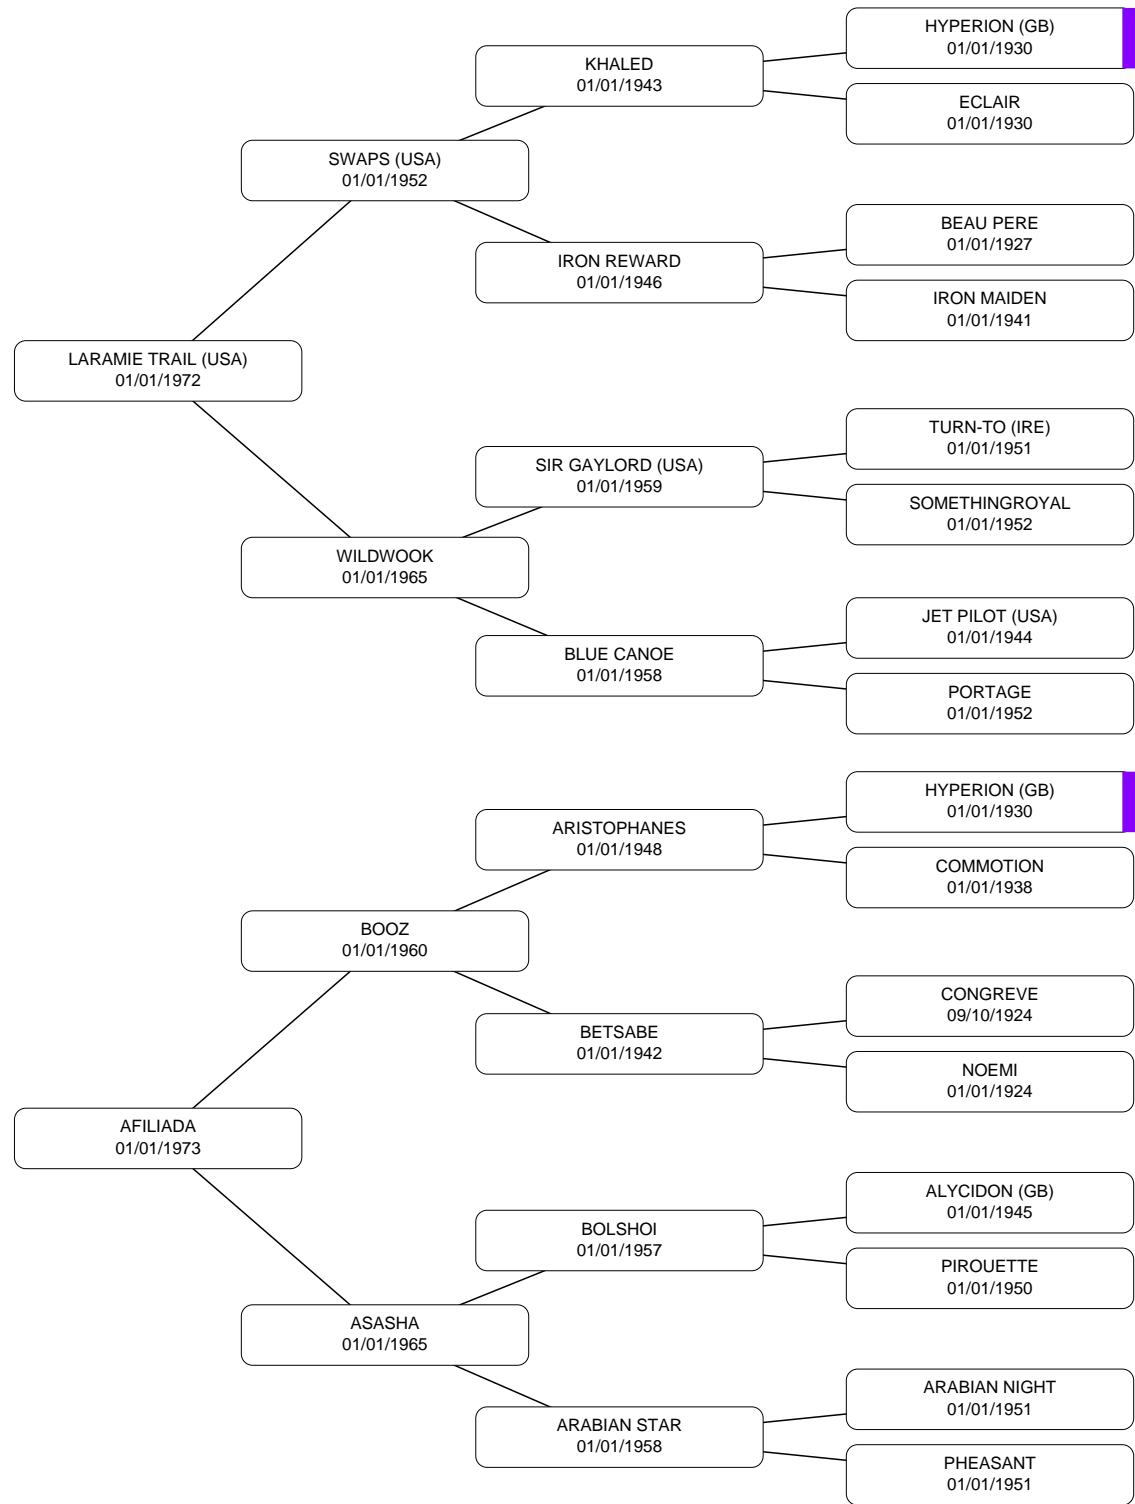 HYPERION (GB)
01/01/1930
KHALED
01/01/1943
ECLAIR
01/01/1930
SWAPS (USA)
01/01/1952
BEAU PERE
01/01/1927
IRON REWARD
01/01/1946
IRON MAIDEN
01/01/1941
LARAMIE TRAIL (USA)
01/01/1972
TURN-TO (IRE)
01/01/1951
SIR GAYLORD (USA)
01/01/1959
SOMETHINGROYAL
01/01/1952
WILDWOOK
01/01/1965
JET PILOT (USA)
01/01/1944
BLUE CANOE
01/01/1958
PORTAGE
01/01/1952
HYPERION (GB)
01/01/1930
ARISTOPHANES
01/01/1948
COMMOTION
01/01/1938
BOOZ
01/01/1960
CONGREVE
09/10/1924
BETSABE
01/01/1942
NOEMI
01/01/1924
AFILIADA
01/01/1973
ALYCIDON (GB)
01/01/1945
BOLSHOI
01/01/1957
PIROUETTE
01/01/1950
ASASHA
01/01/1965
ARABIAN NIGHT
01/01/1951
ARABIAN STAR
01/01/1958
PHEASANT
01/01/1951